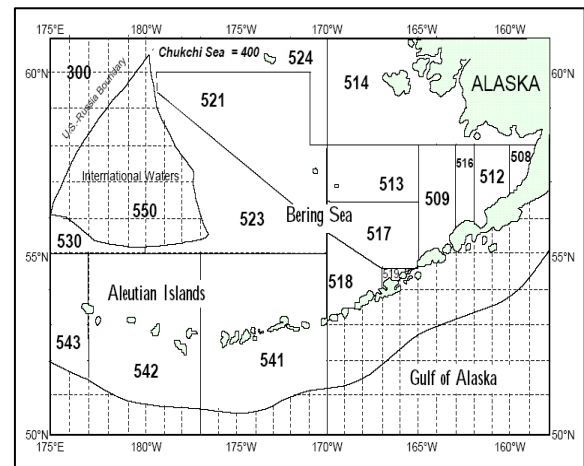 175°E 180°W 175°W 170°W 165°W 160°W
60°N
300
U.S.-Russia Boundary
Chukchi Sea = 400
524
514
ALASKA
60°N
521
International Waters
550
530
523
Bering Sea
513
517
509
516
512
508
55°N
518
519
55°N
Aleutian Islands
543
542
541
Gulf of Alaska
50°N
50°N
175°E 180°W 175°W 170°W 165°W 160°W